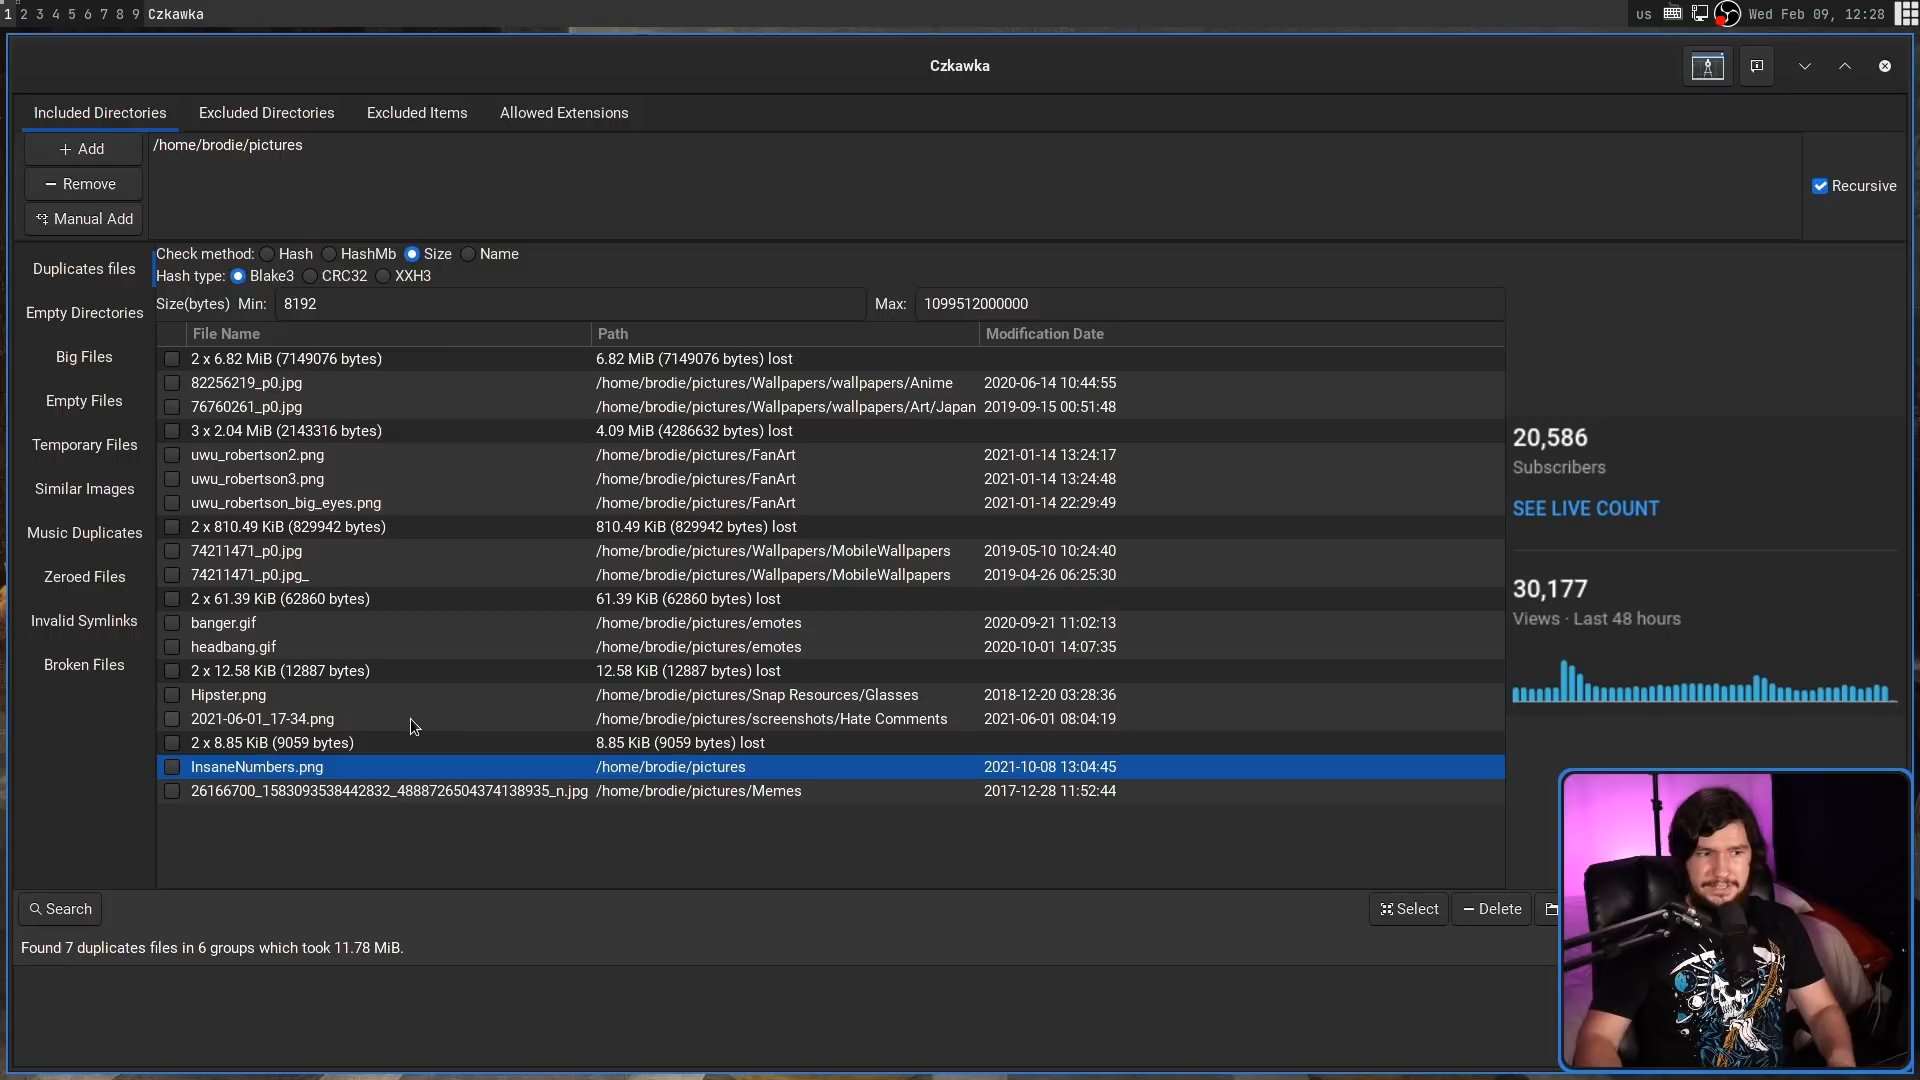 1 2 3 4 5 6 7 8 9 Czkawka
us Wed Feb 09, 12:28
Czkawka
Included Directories Excluded Directories Excluded Items Allowed Extensions
Add
/home/brodie/pictures
Remove
Recursive
Manual Add
Duplicates files
Empty Directories
Big Files
Empty Files
Temporary Files
Similar Images
Music Duplicates
Zeroed Files
Invalid Symlinks
Broken Files
Check method: Hash HashMb Size Name
Hash type: Blake3 CRC32 XXH3
Size(bytes) Min: 8192 Max: 1099512000000
File Name Path Modification Date
2 x 6.82 MiB (7149076 bytes) 6.82 MiB (7149076 bytes) lost
82256219_p0.jpg /home/brodie/pictures/Wallpapers/wallpapers/Anime 2020-06-14 10:44:55
76760261_p0.jpg /home/brodie/pictures/Wallpapers/wallpapers/Art/Japan 2019-09-15 00:51:48
3 x 2.04 MiB (2143316 bytes) 4.09 MiB (4286632 bytes) lost
uwu_robertson2.png /home/brodie/pictures/FanArt 2021-01-14 13:24:17
uwu_robertson3.png /home/brodie/pictures/FanArt 2021-01-14 13:24:48
uwu_robertson_big_eyes.png /home/brodie/pictures/FanArt 2021-01-14 22:29:49
2 x 810.49 KiB (829942 bytes) 810.49 KiB (829942 bytes) lost
74211471_p0.jpg /home/brodie/pictures/Wallpapers/MobileWallpapers 2019-05-10 10:24:40
74211471_p0.jpg_ /home/brodie/pictures/Wallpapers/MobileWallpapers 2019-04-26 06:25:30
2 x 61.39 KiB (62860 bytes) 61.39 KiB (62860 bytes) lost
banger.gif /home/brodie/pictures/emotes 2020-09-21 11:02:13
headbang.gif /home/brodie/pictures/emotes 2020-10-01 14:07:35
2 x 12.58 KiB (12887 bytes) 12.58 KiB (12887 bytes) lost
Hipster.png /home/brodie/pictures/Snap Resources/Glasses 2018-12-20 03:28:36
2021-06-01_17-34.png /home/brodie/pictures/screenshots/Hate Comments 2021-06-01 08:04:19
2 x 8.85 KiB (9059 bytes) 8.85 KiB (9059 bytes) lost
InsaneNumbers.png /home/brodie/pictures 2021-10-08 13:04:45
26166700_1583093538442832_4888726504374138935_n.jpg /home/brodie/pictures/Memes 2017-12-28 11:52:44
20,586
Subscribers
SEE LIVE COUNT
30,177
Views · Last 48 hours
Search Select Delete
Found 7 duplicates files in 6 groups which took 11.78 MiB.